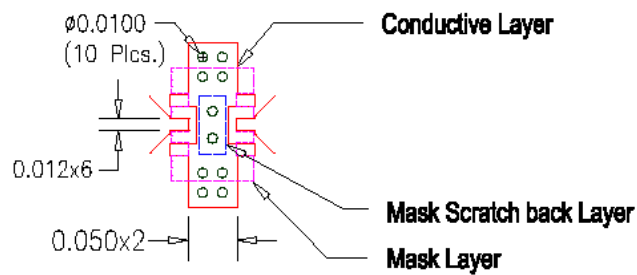 ø0.0100
(10 Plcs.)
Conductive Layer
0.012x6
0.050x2
Mask Scratch back Layer
Mask Layer